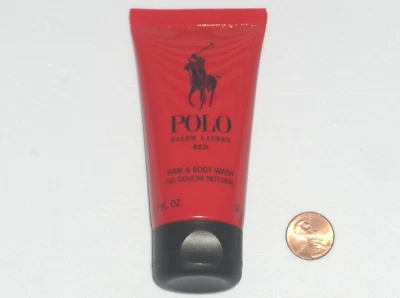 POLO
RALPH LAUREN
RED
HAIR & BODY WASH
GEL DOUCHE INTEGRAL
FL. OZ.